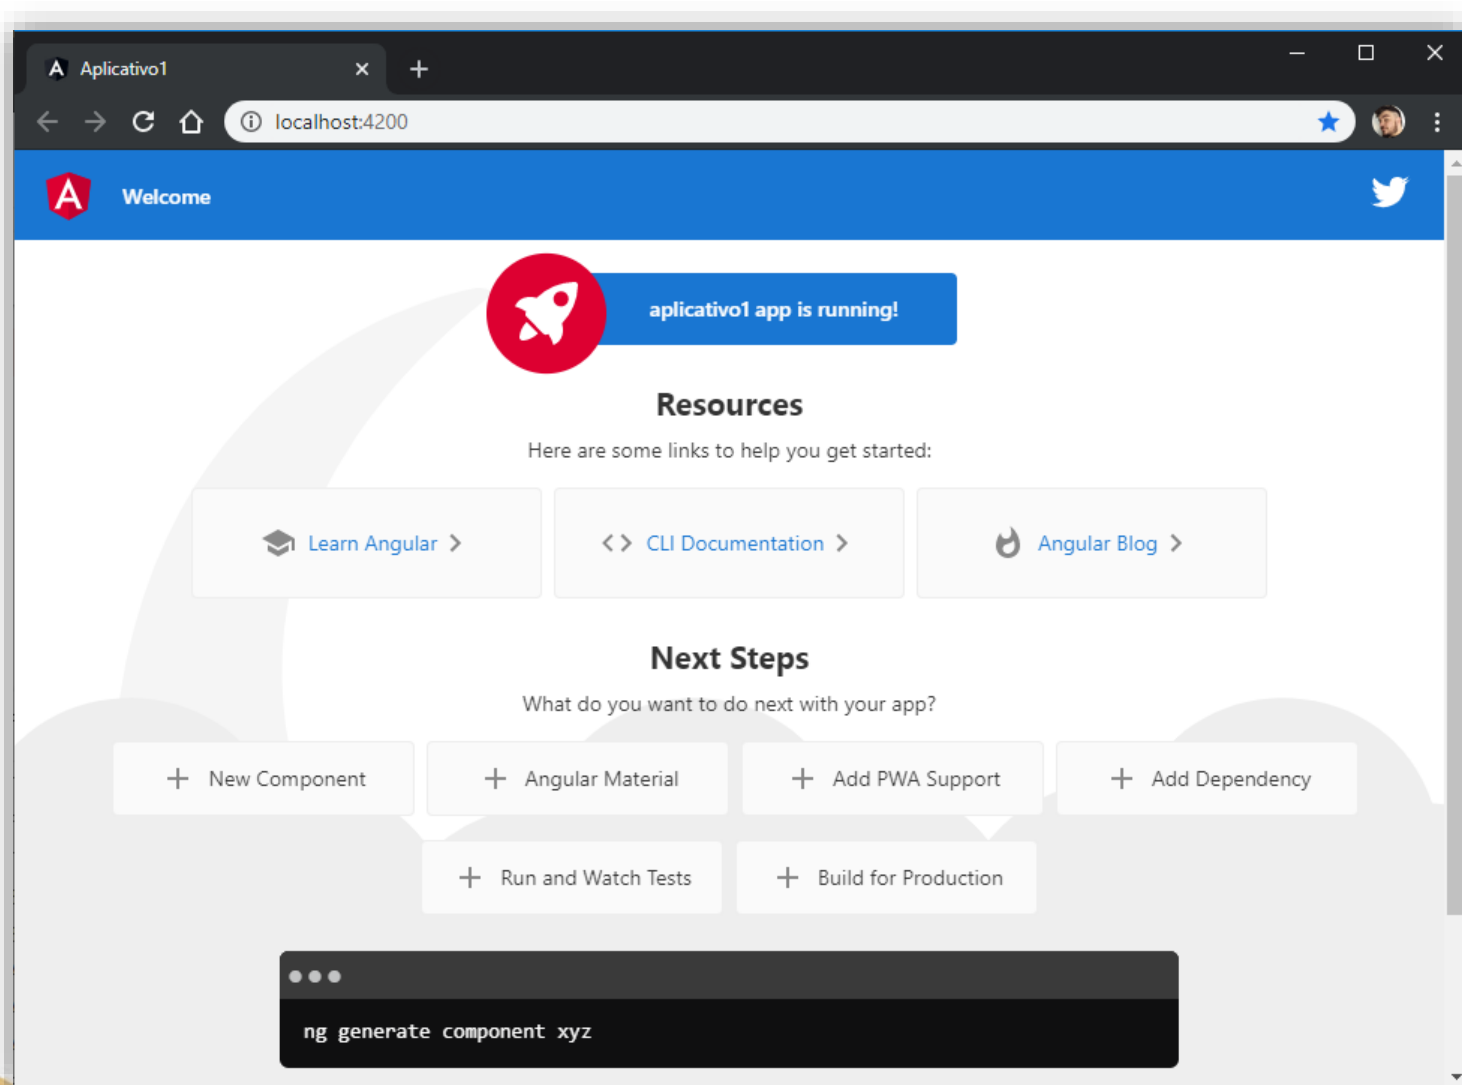 Aplicativo1
localhost:4200
Welcome
aplicativo1 app is running!
Resources
Here are some links to help you get started:
Learn Angular
CLI Documentation
Angular Blog
Next Steps
What do you want to do next with your app?
New Component
Angular Material
Add PWA Support
Add Dependency
Run and Watch Tests
Build for Production
ng generate component xyz